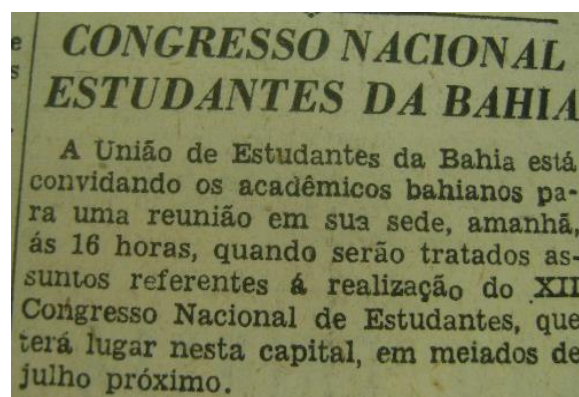 CONGRESSO NACIONAL
ESTUDANTES DA BAHIA
A União de Estudantes da Bahia está
convidando os acadêmicos bahianos pa-
ra uma reunião em sua sede, amanhã,
ás 16 horas, quando serão tratados as-
suntos referentes á realização do XII
Congresso Nacional de Estudantes, que
terá lugar nesta capital, em meiados de
julho próximo.